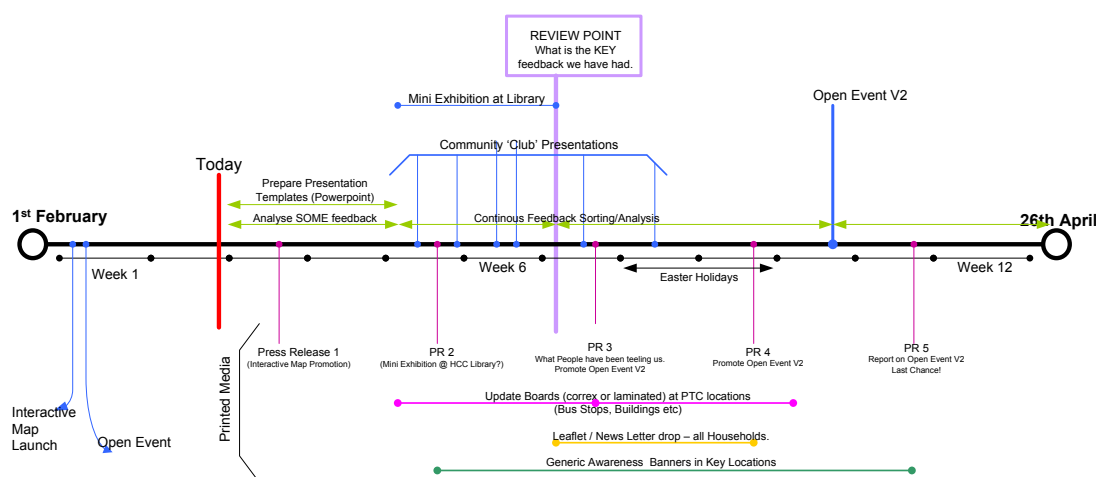 REVIEW POINT
What is the KEY
feedback we have had.
Mini Exhibition at Library
Open Event V2
Community ‘Club’ Presentations
Today
Prepare Presentation
Templates (Powerpoint)
1st February
Analyse SOME feedback
Continous Feedback Sorting/Analysis
26th April
Week 1
Week 6
Easter Holidays
Week 12
Printed Media
Press Release 1
(Interactive Map Promotion)
PR 2
(Mini Exhibition @ HCC Library?)
PR 3
What People have been teeling us.
Promote Open Event V2
PR 4
Promote Open Event V2
PR 5
Report on Open Event V2
Last Chance!
Update Boards (correx or laminated) at PTC locations
(Bus Stops, Buildings etc)
Interactive
Map
Launch
Open Event
Leaflet / News Letter drop – all Households.
Generic Awareness Banners in Key Locations